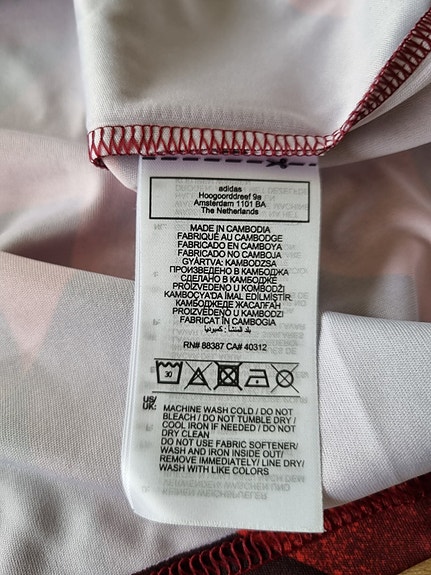 adidas
Hoogoorddreef 9a
Amsterdam 1101 BA
The Netherlands
MADE IN CAMBODIA
FABRIQUÉ AU CAMBODGE
FABRICADO EN CAMBOYA
FABRICADO NO CAMBOJA
GYÁRTVA: KAMBODZSA
ПРОИЗВЕДЕНО В КАМБОДЖА
СДЕЛАНО В КАМБОДЖЕ
PROIZVEDENO U KOMBODŽI
KAMBOÇYA'DA İMAL EDİLMİŞTİR.
КАМБОДЖЕДЕ ЖАСАЛҒАН
PROIZVEDENO U KAMBODZI
FABRICAT ÎN CAMBOGIA
بلد المنشأ : كمبوديا
RN# 88387 CA# 40312
30
US/
UK:
MACHINE WASH COLD / DO NOT
BLEACH / DO NOT TUMBLE DRY /
COOL IRON IF NEEDED / DO NOT
DRY CLEAN
DO NOT USE FABRIC SOFTENER/
WASH AND IRON INSIDE OUT/
REMOVE IMMEDIATELY/ LINE DRY/
WASH WITH LIKE COLORS